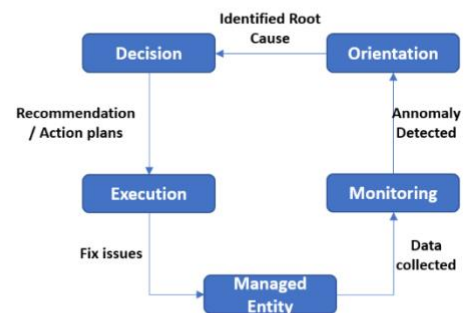 Identified Root
Cause
Decision
Orientation
Recommendation
/ Action plans
Annomaly
Detected
Execution
Monitoring
Fix issues
Data
collected
Managed
Entity